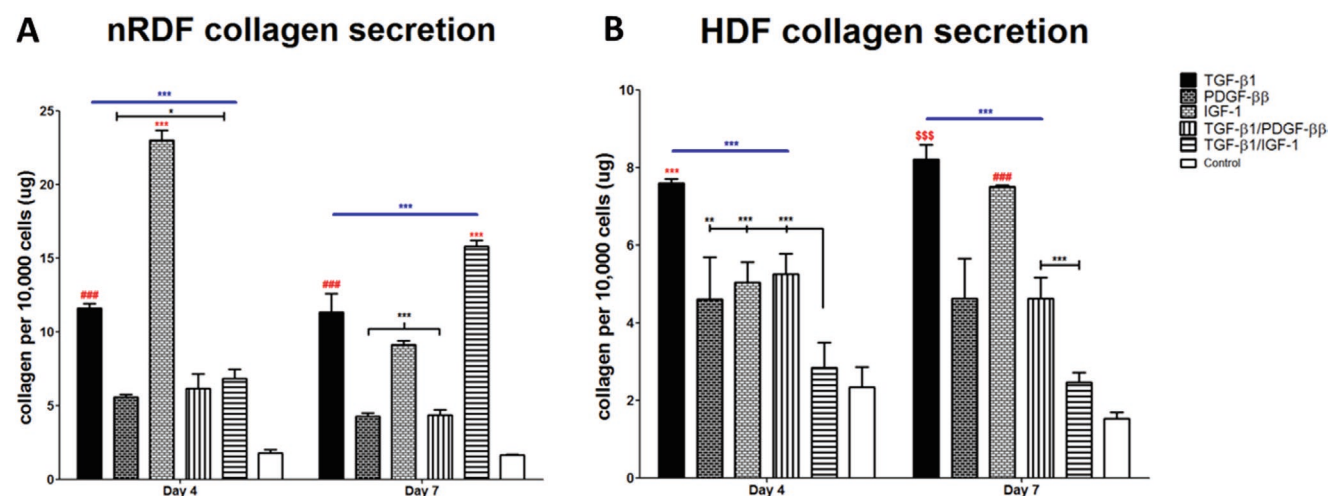 A
nRDF collagen secretion
collagen per 10,000 cells (ug)
25
20
15
10
5
0
***
*
***
###
***
###
***
***
Day 4
Day 7
B
HDF collagen secretion
collagen per 10,000 cells (ug)
10
8
6
4
2
0
***
***
**
***
***
***
$$$
###
***
Day 4
Day 7
TGF-β1
PDGF-ββ
IGF-1
TGF-β1/PDGF-ββ
TGF-β1/IGF-1
Control